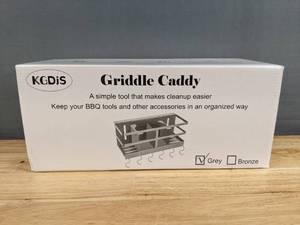 KGDiS
Griddle Caddy
A simple tool that makes cleanup easier
Keep your BBQ tools and other accessories in an organized way
Grey
Bronze